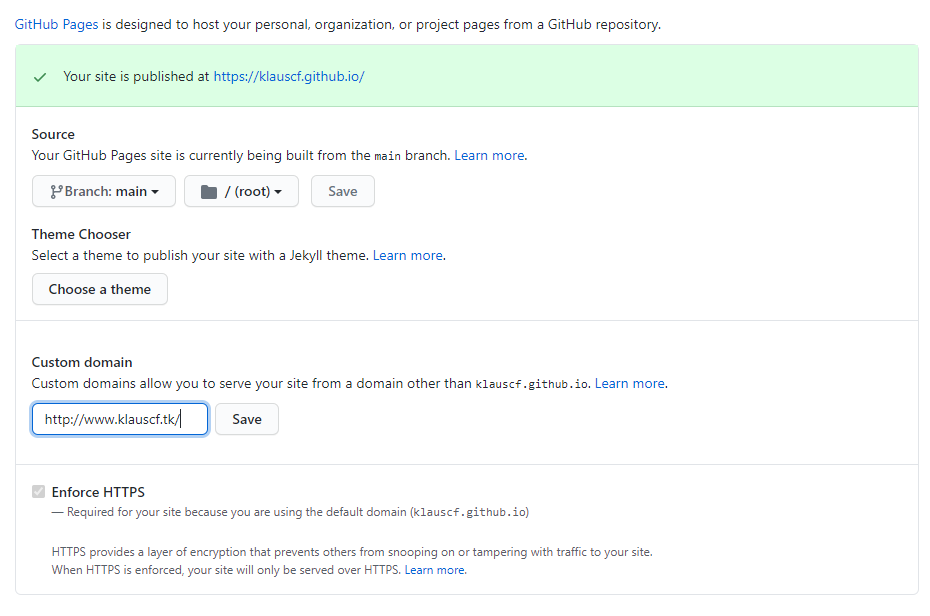 GitHub Pages is designed to host your personal, organization, or project pages from a GitHub repository.
Your site is published at https://klauscf.github.io/
Source
Your GitHub Pages site is currently being built from the main branch. Learn more.
Branch: main / (root) Save
Theme Chooser
Select a theme to publish your site with a Jekyll theme. Learn more.
Choose a theme
Custom domain
Custom domains allow you to serve your site from a domain other than klauscf.github.io. Learn more.
http://www.klauscf.tk/ Save
Enforce HTTPS
— Required for your site because you are using the default domain (klauscf.github.io)
HTTPS provides a layer of encryption that prevents others from snooping on or tampering with traffic to your site.
When HTTPS is enforced, your site will only be served over HTTPS. Learn more.